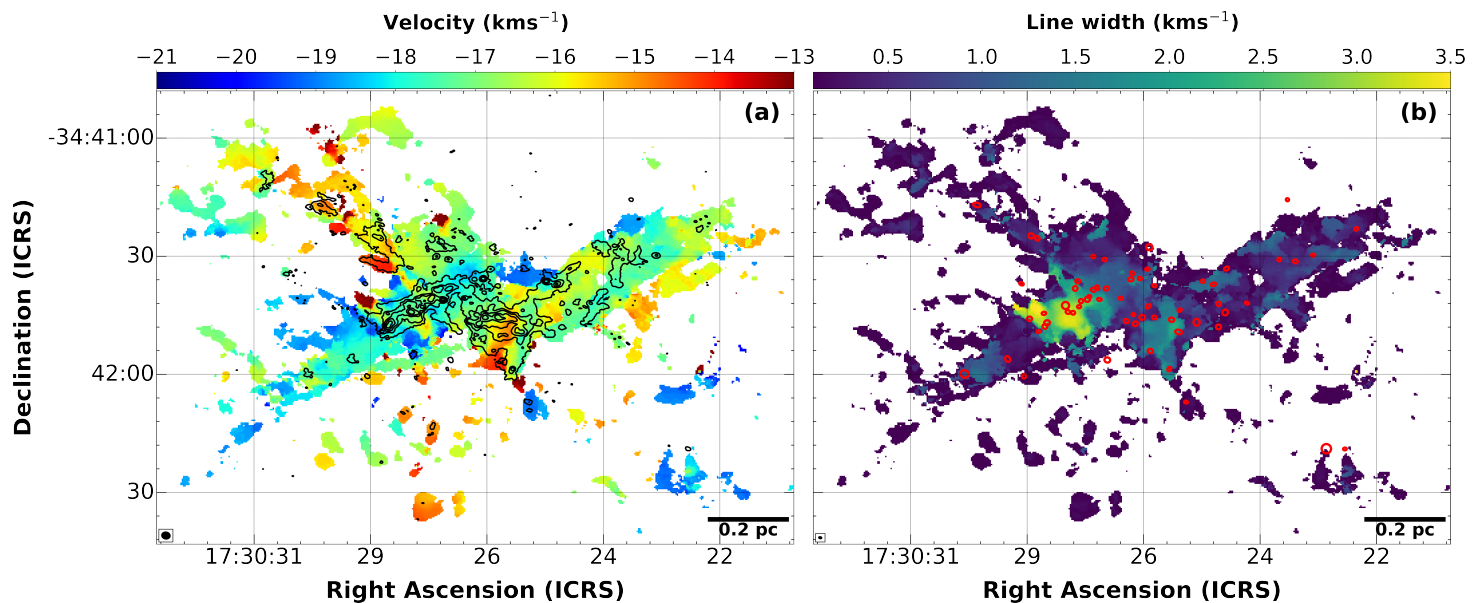 Velocity (kms−1)
−21 −20 −19 −18 −17 −16 −15 −14 −13
(a)
-34:41:00
30
42:00
30
Declination (ICRS)
0.2 pc
17:30:31 29 26 24 22
Right Ascension (ICRS)
Line width (kms−1)
0.5 1.0 1.5 2.0 2.5 3.0 3.5
(b)
0.2 pc
17:30:31 29 26 24 22
Right Ascension (ICRS)